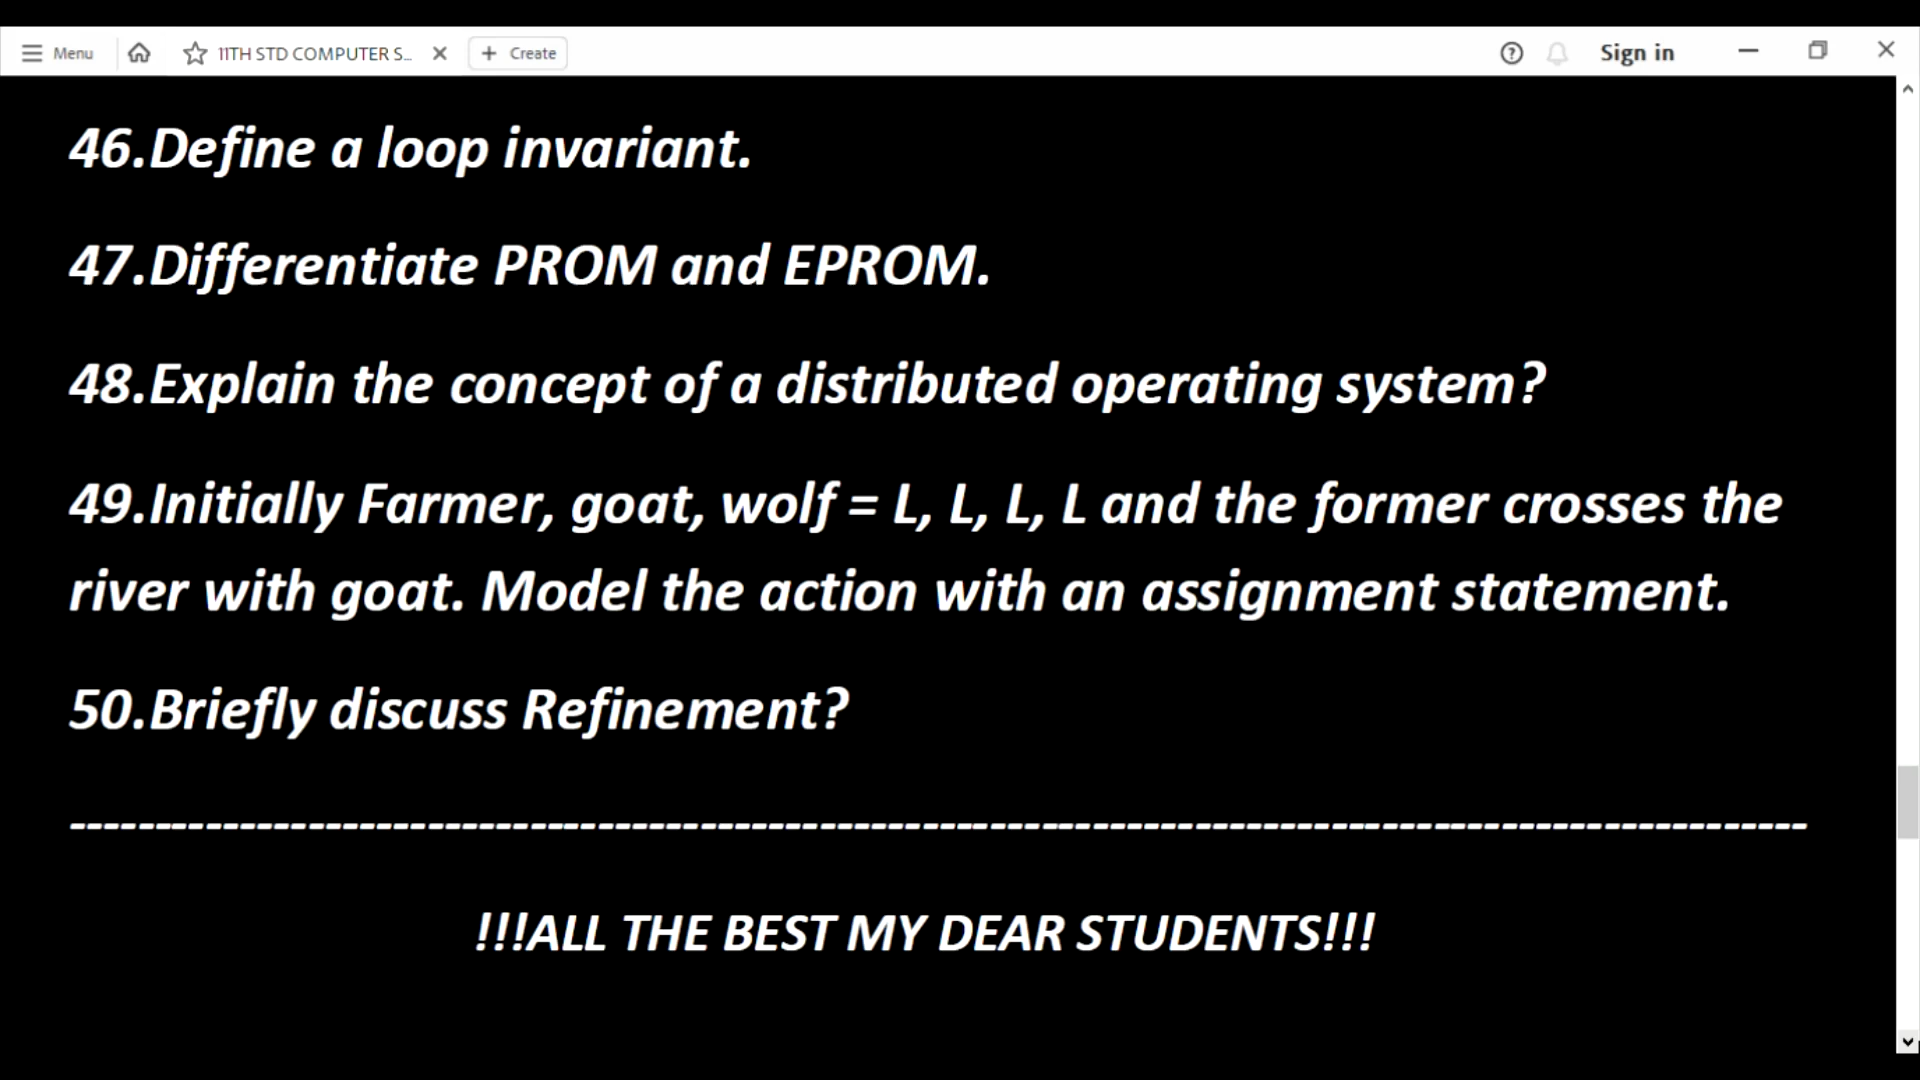 Menu
11TH STD COMPUTER S...
+ Create
Sign in
46.Define a loop invariant.
47.Differentiate PROM and EPROM.
48.Explain the concept of a distributed operating system?
49.Initially Farmer, goat, wolf = L, L, L, L and the former crosses the
river with goat. Model the action with an assignment statement.
50.Briefly discuss Refinement?
!!!ALL THE BEST MY DEAR STUDENTS!!!